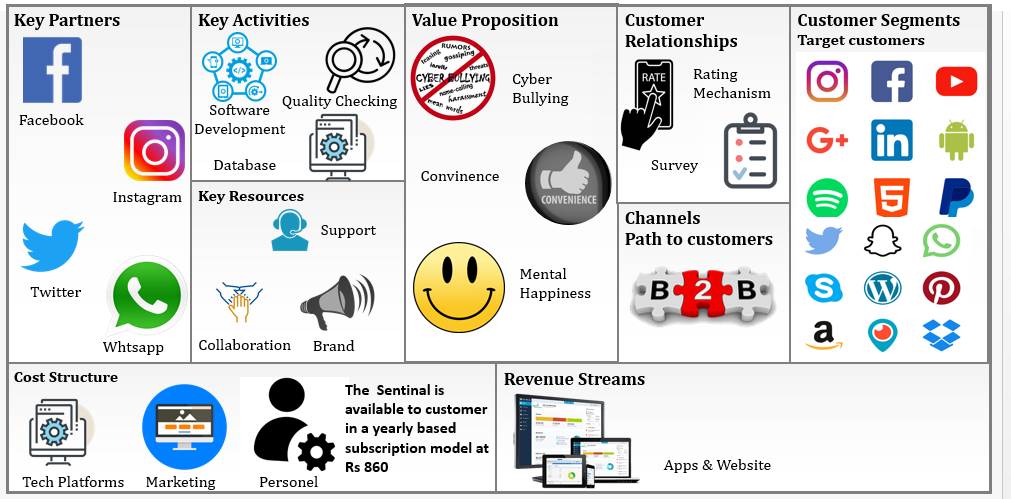 Key Partners
Facebook
Instagram
Twitter
Whtsapp
Key Activities
Quality Checking
Software
Development
Database
Key Resources
Support
Collaboration
Brand
Value Proposition
RUMORS
gossiping
threats
CYBER BULLYING
LIES
name-calling
harassment
mean words
Cyber
Bullying
Convinence
CONVENIENCE
Mental
Happiness
Customer
Relationships
RATE
Rating
Mechanism
Survey
Channels
Path to customers
B 2 B
Customer Segments
Target customers
G+
in
Cost Structure
Tech Platforms
Marketing
Personel
The Sentinal is
available to customer
in a yearly based
subscription model at
Rs 860
Revenue Streams
Apps & Website